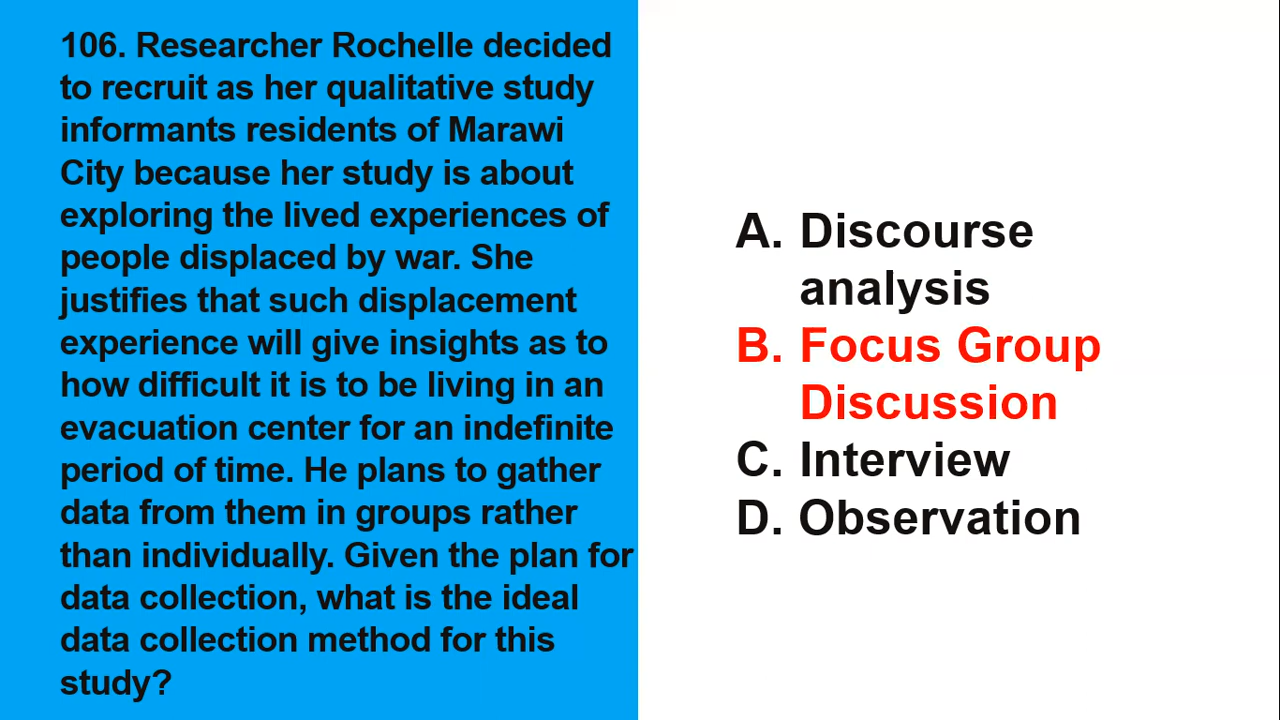 106. Researcher Rochelle decided
to recruit as her qualitative study
informants residents of Marawi
City because her study is about
exploring the lived experiences of
people displaced by war. She
justifies that such displacement
experience will give insights as to
how difficult it is to be living in an
evacuation center for an indefinite
period of time. He plans to gather
data from them in groups rather
than individually. Given the plan for
data collection, what is the ideal
data collection method for this
study?
A. Discourse
analysis
B. Focus Group
Discussion
C. Interview
D. Observation